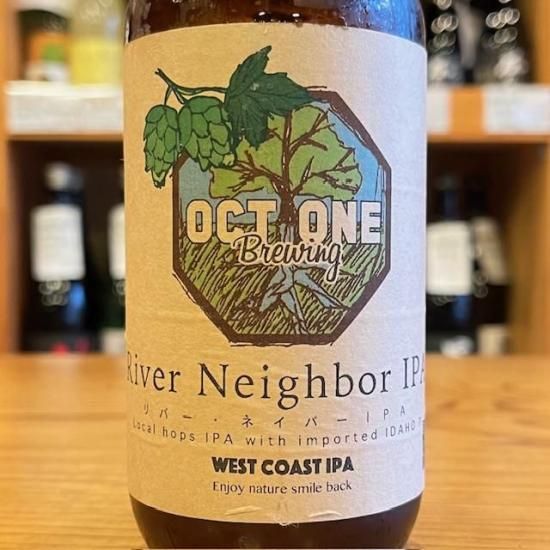 OCT ONE
Brewing
River Neighbor IPA
リバー・ネイバーIPA
Local hops IPA with imported IDAHO
WEST COAST IPA
Enjoy nature smile back